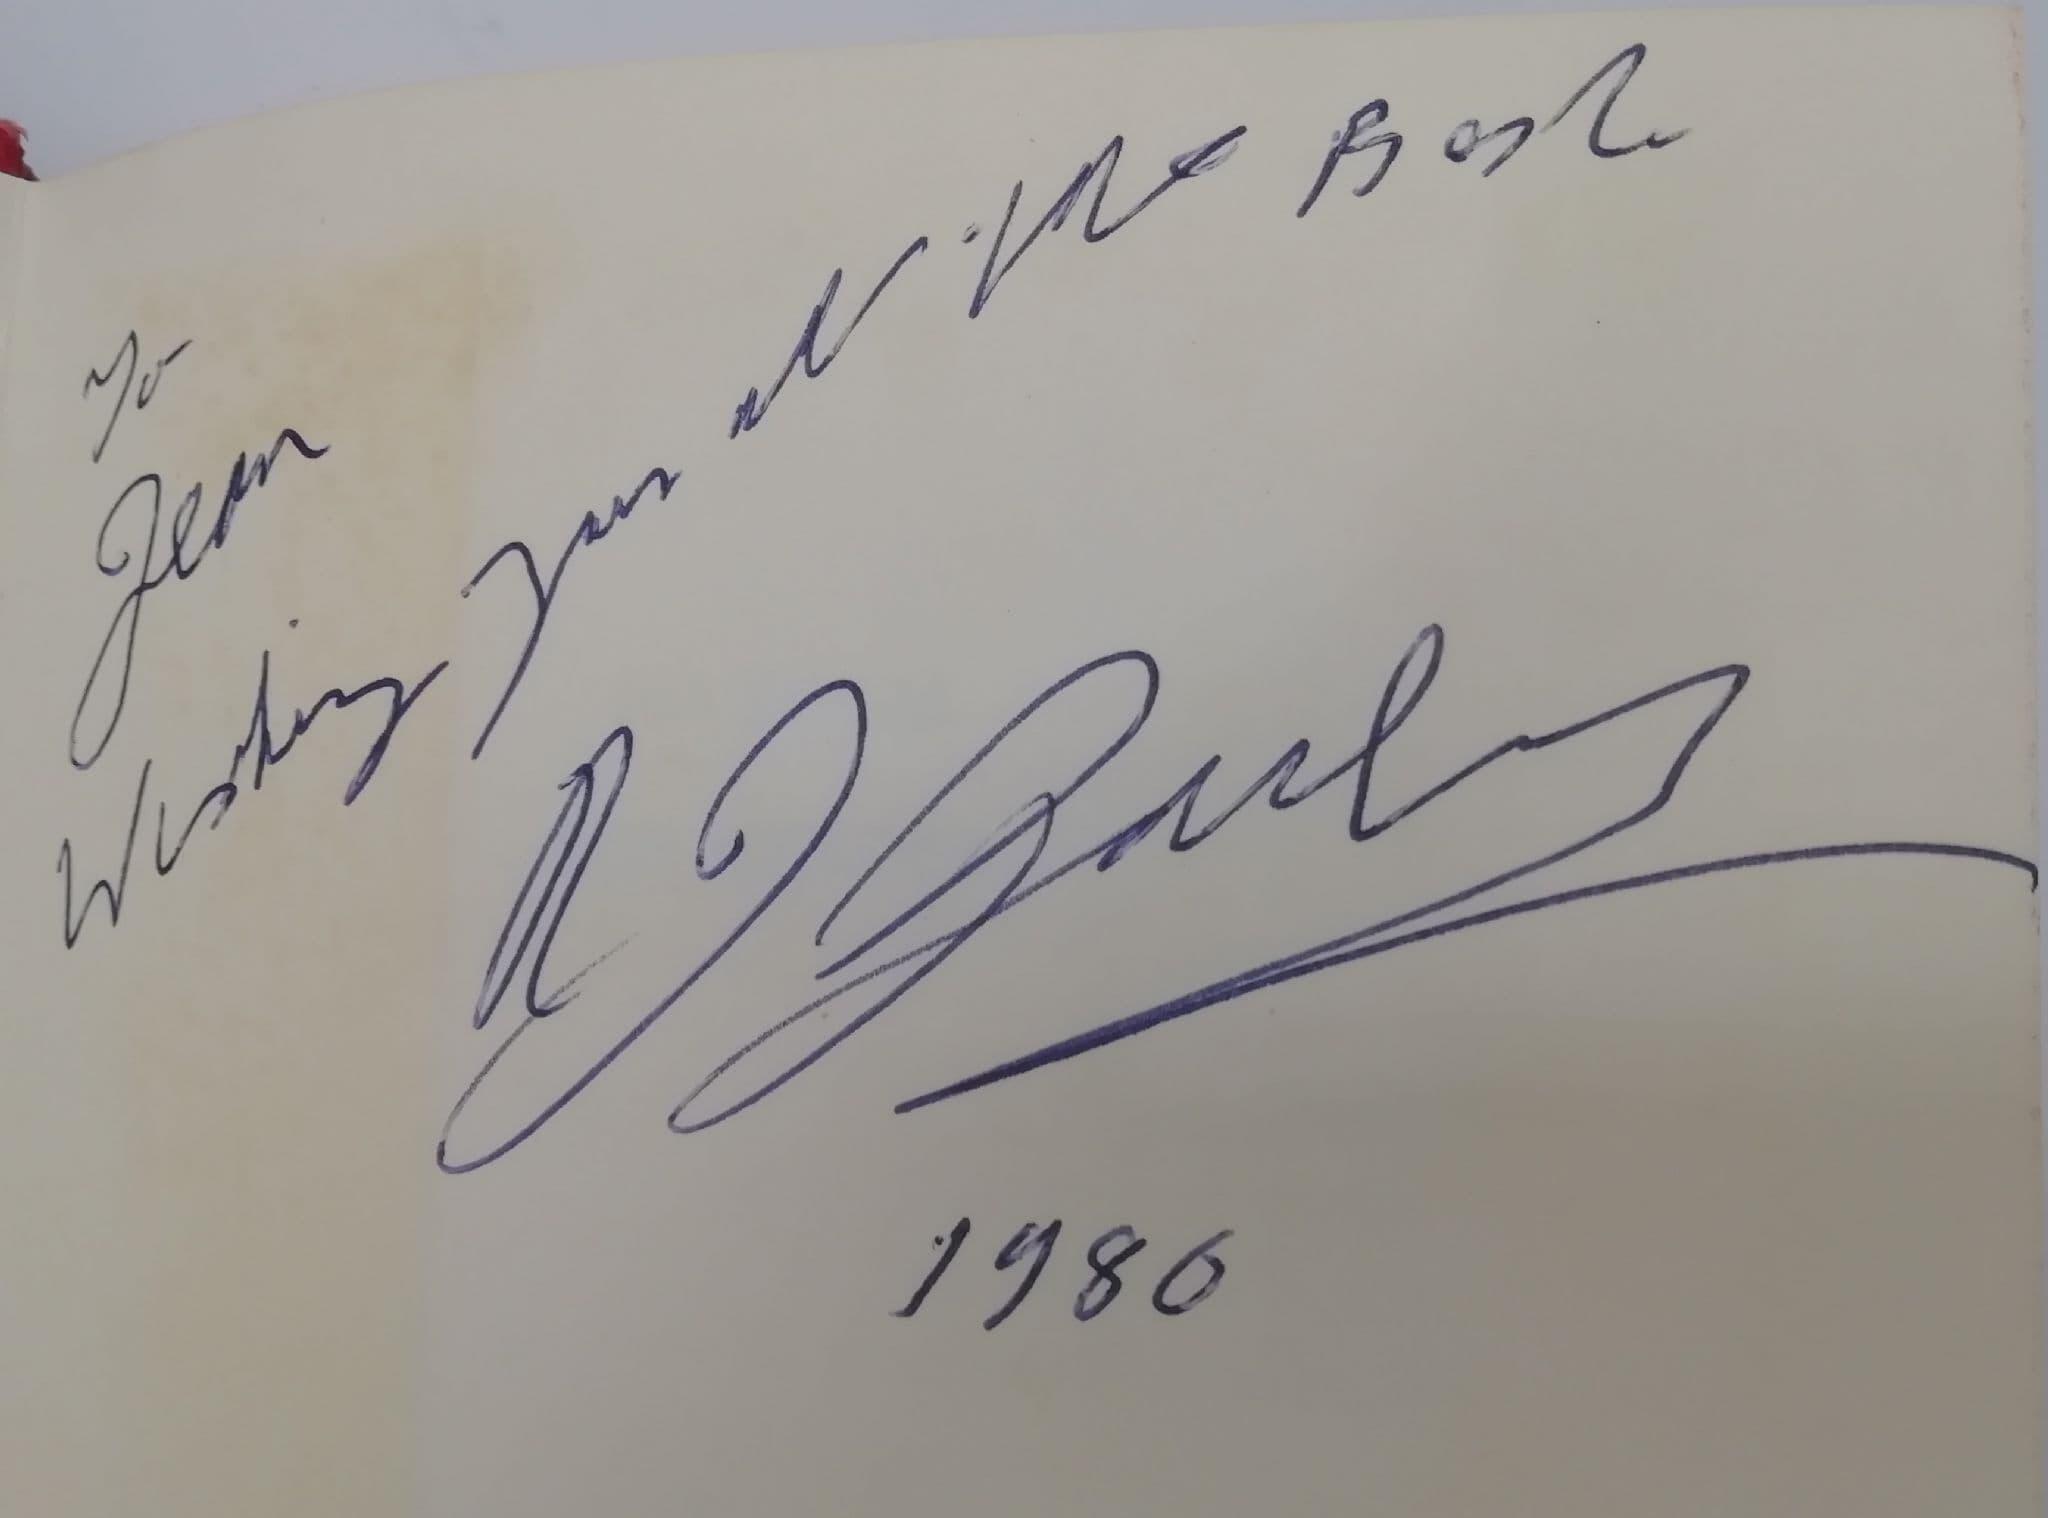 To
Jean
Wishing you all the Best
1986